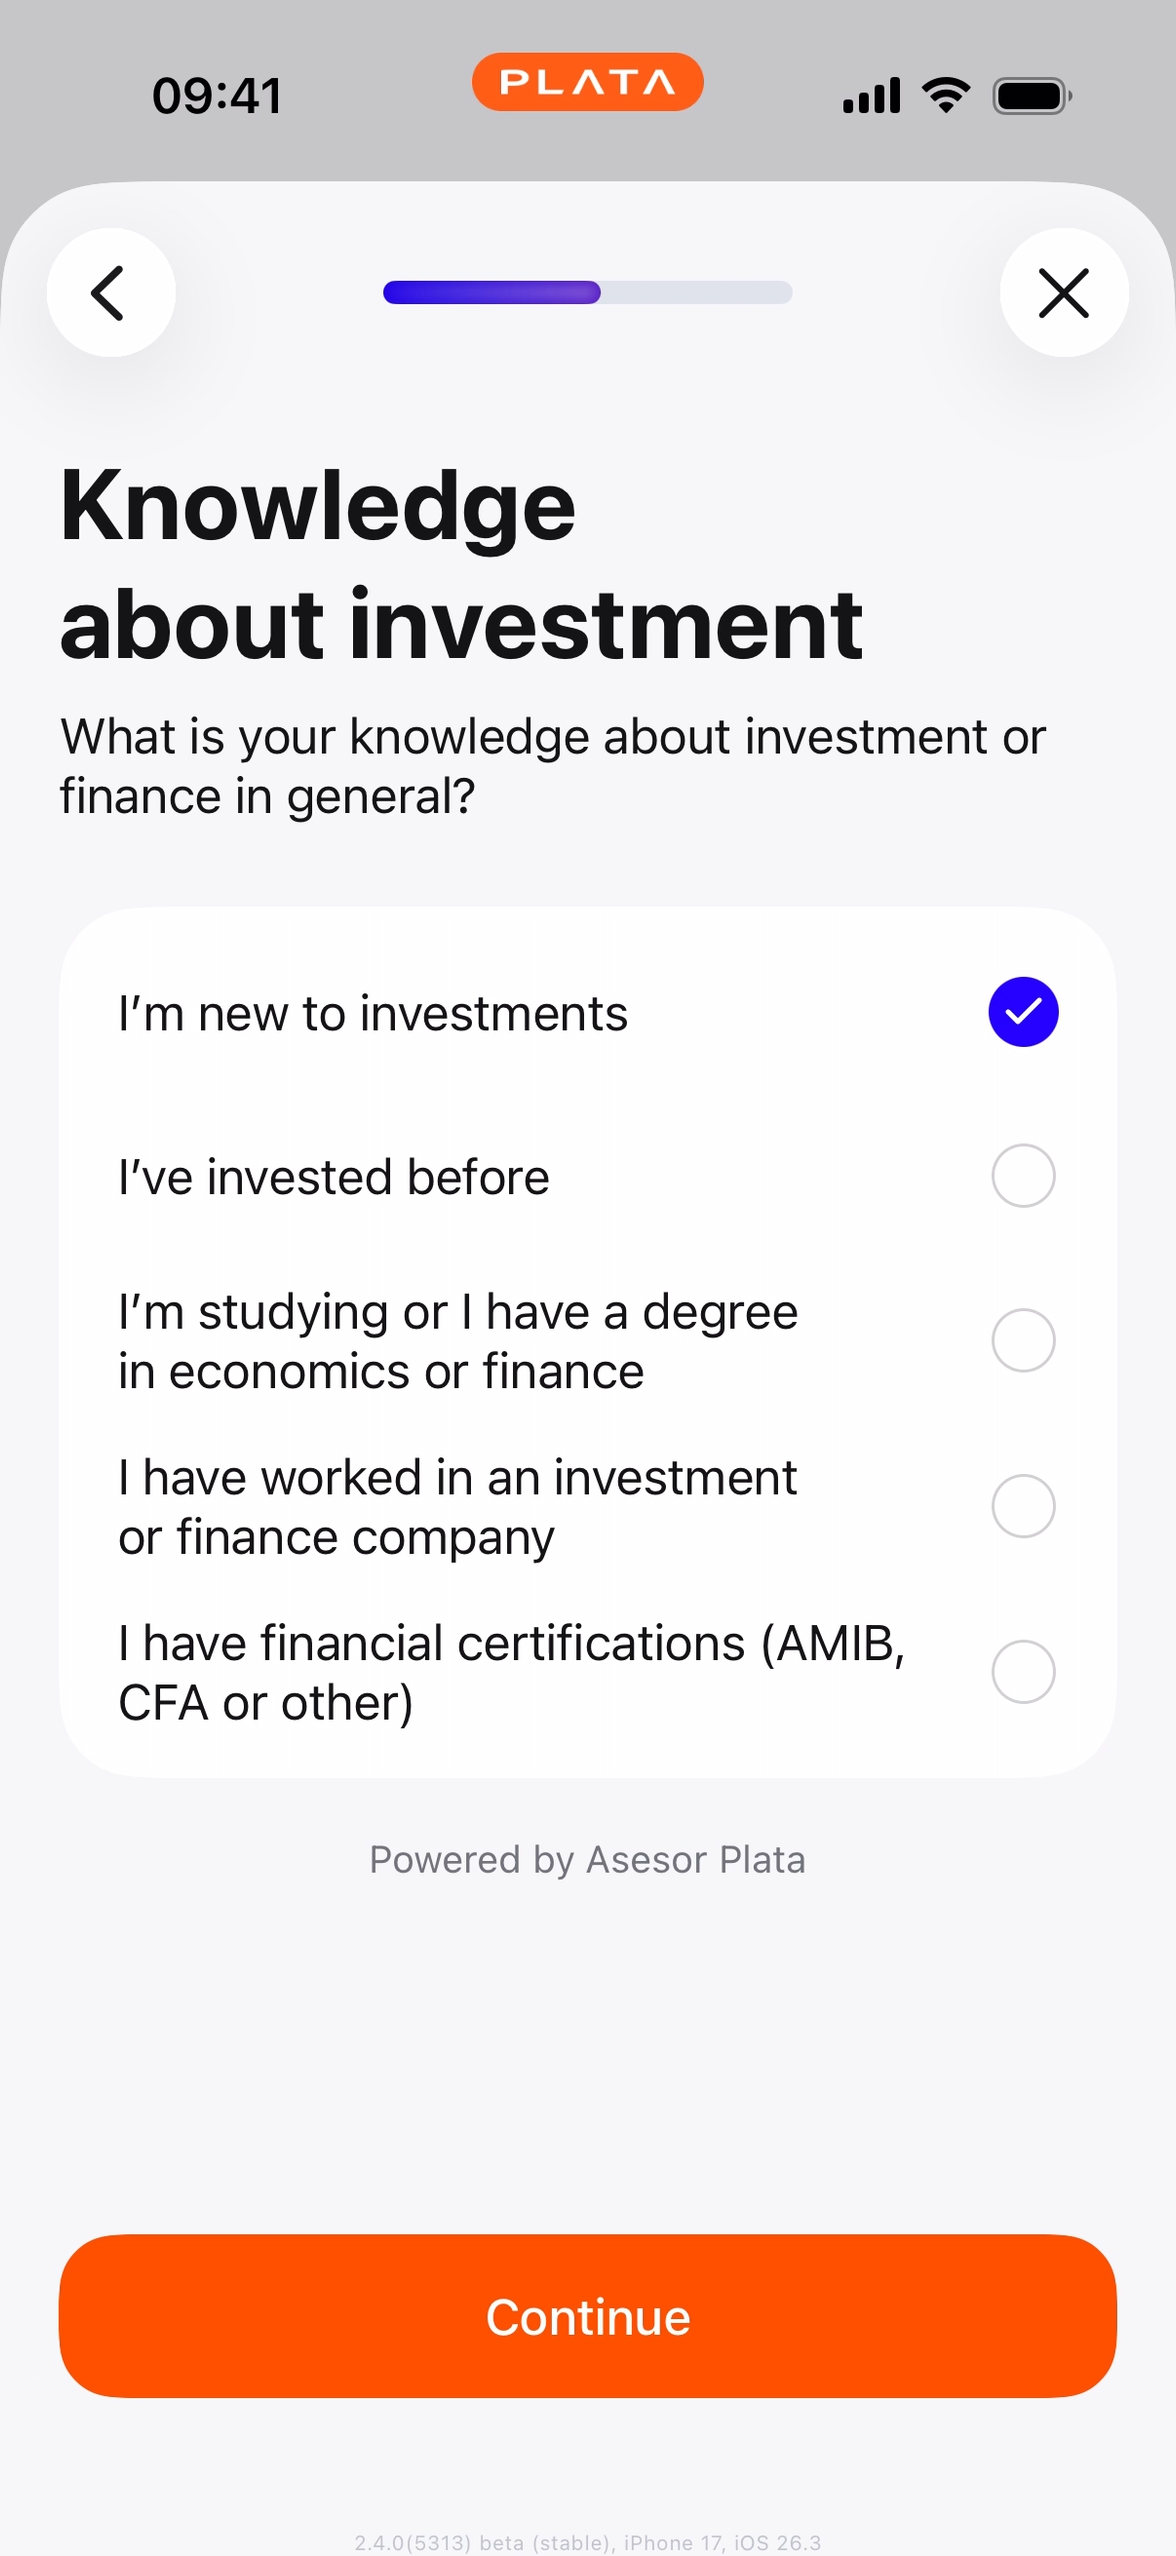 09:41
PLATA
Knowledge
about investment
What is your knowledge about investment or
finance in general?
I’m new to investments
I’ve invested before
I’m studying or I have a degree
in economics or finance
I have worked in an investment
or finance company
I have financial certifications (AMIB,
CFA or other)
Powered by Asesor Plata
Continue
2.4.0(5313) beta (stable), iPhone 17, iOS 26.3